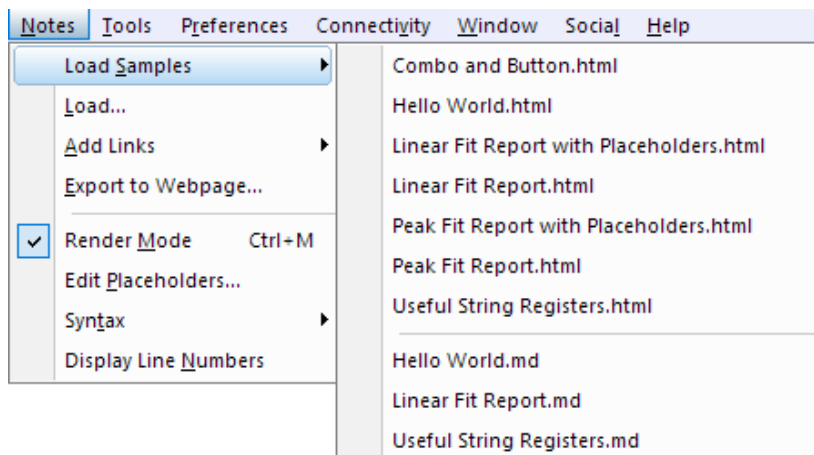 Notes Tools Preferences Connectivity Window Social Help
Load Samples
Load...
Add Links
Export to Webpage...
Render Mode Ctrl+M
Edit Placeholders...
Syntax
Display Line Numbers
Combo and Button.html
Hello World.html
Linear Fit Report with Placeholders.html
Linear Fit Report.html
Peak Fit Report with Placeholders.html
Peak Fit Report.html
Useful String Registers.html
Hello World.md
Linear Fit Report.md
Useful String Registers.md